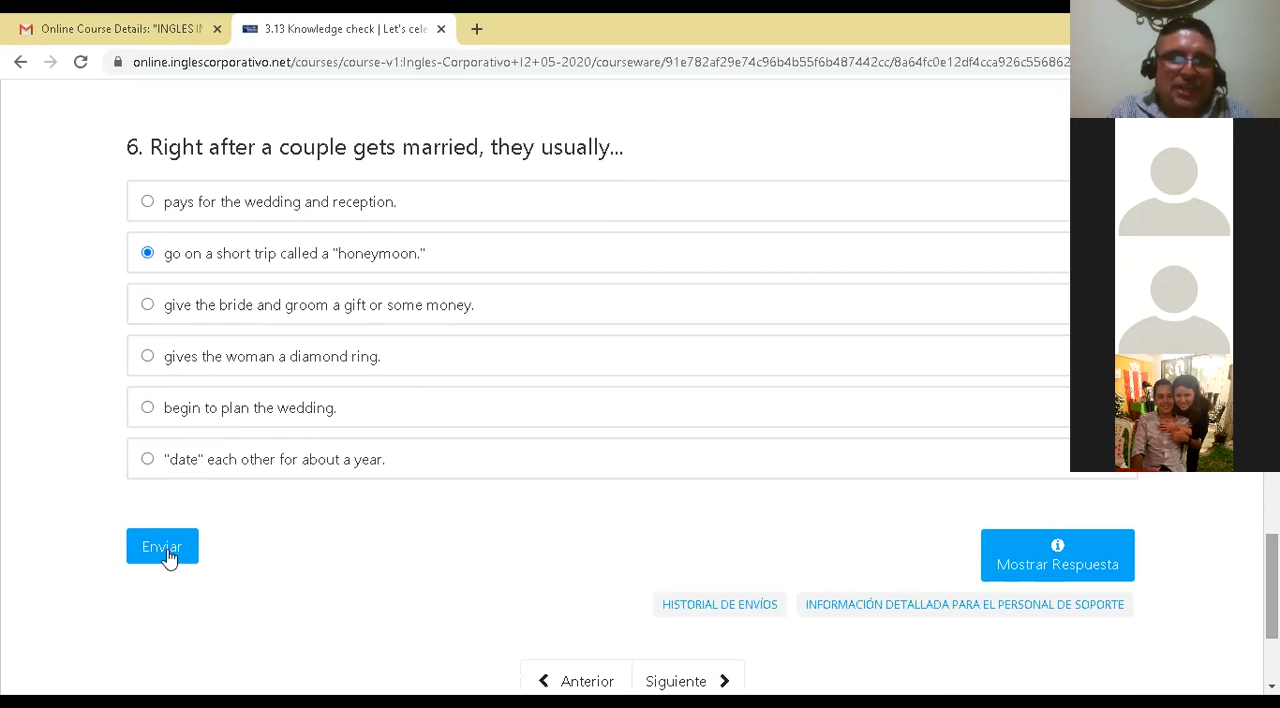 Online Course Details: "INGLES IN
3.13 Knowledge check | Let's cele
online.inglescorporativo.net/courses/course-v1:Ingles-Corporativo+I2+05-2020/courseware/91e782af29e74c96b4b55f6b487442cc/8a64fc0e12df4cca926c556862
6. Right after a couple gets married, they usually...
pays for the wedding and reception.
go on a short trip called a "honeymoon."
give the bride and groom a gift or some money.
gives the woman a diamond ring.
begin to plan the wedding.
"date" each other for about a year.
Enviar
Mostrar Respuesta
HISTORIAL DE ENVÍOS INFORMACIÓN DETALLADA PARA EL PERSONAL DE SOPORTE
Anterior Siguiente